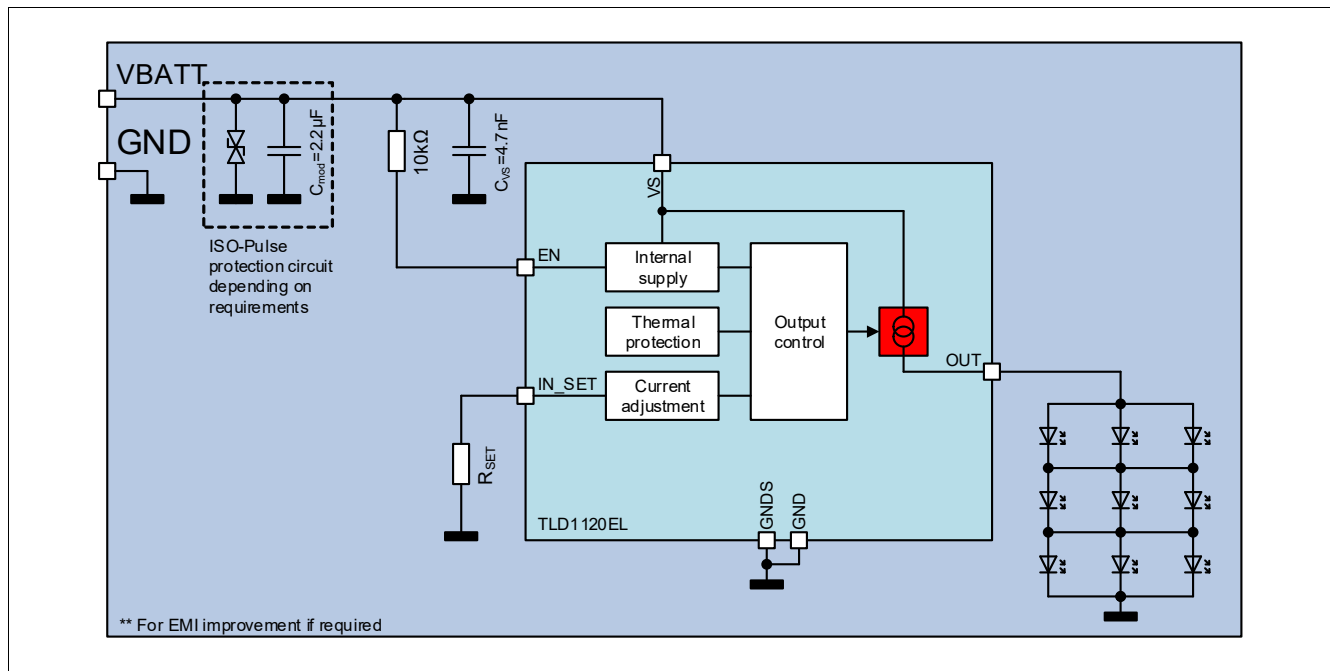 VBATT
GND
Cmod=2.2µF
10kΩ
CVS=4.7nF
ISO-Pulse
protection circuit
depending on
requirements
VS
EN
Internal
supply
Thermal
protection
Output
control
OUT
IN_SET
Current
adjustment
RSET
GNDS
GND
TLD1120EL
** For EMI improvement if required